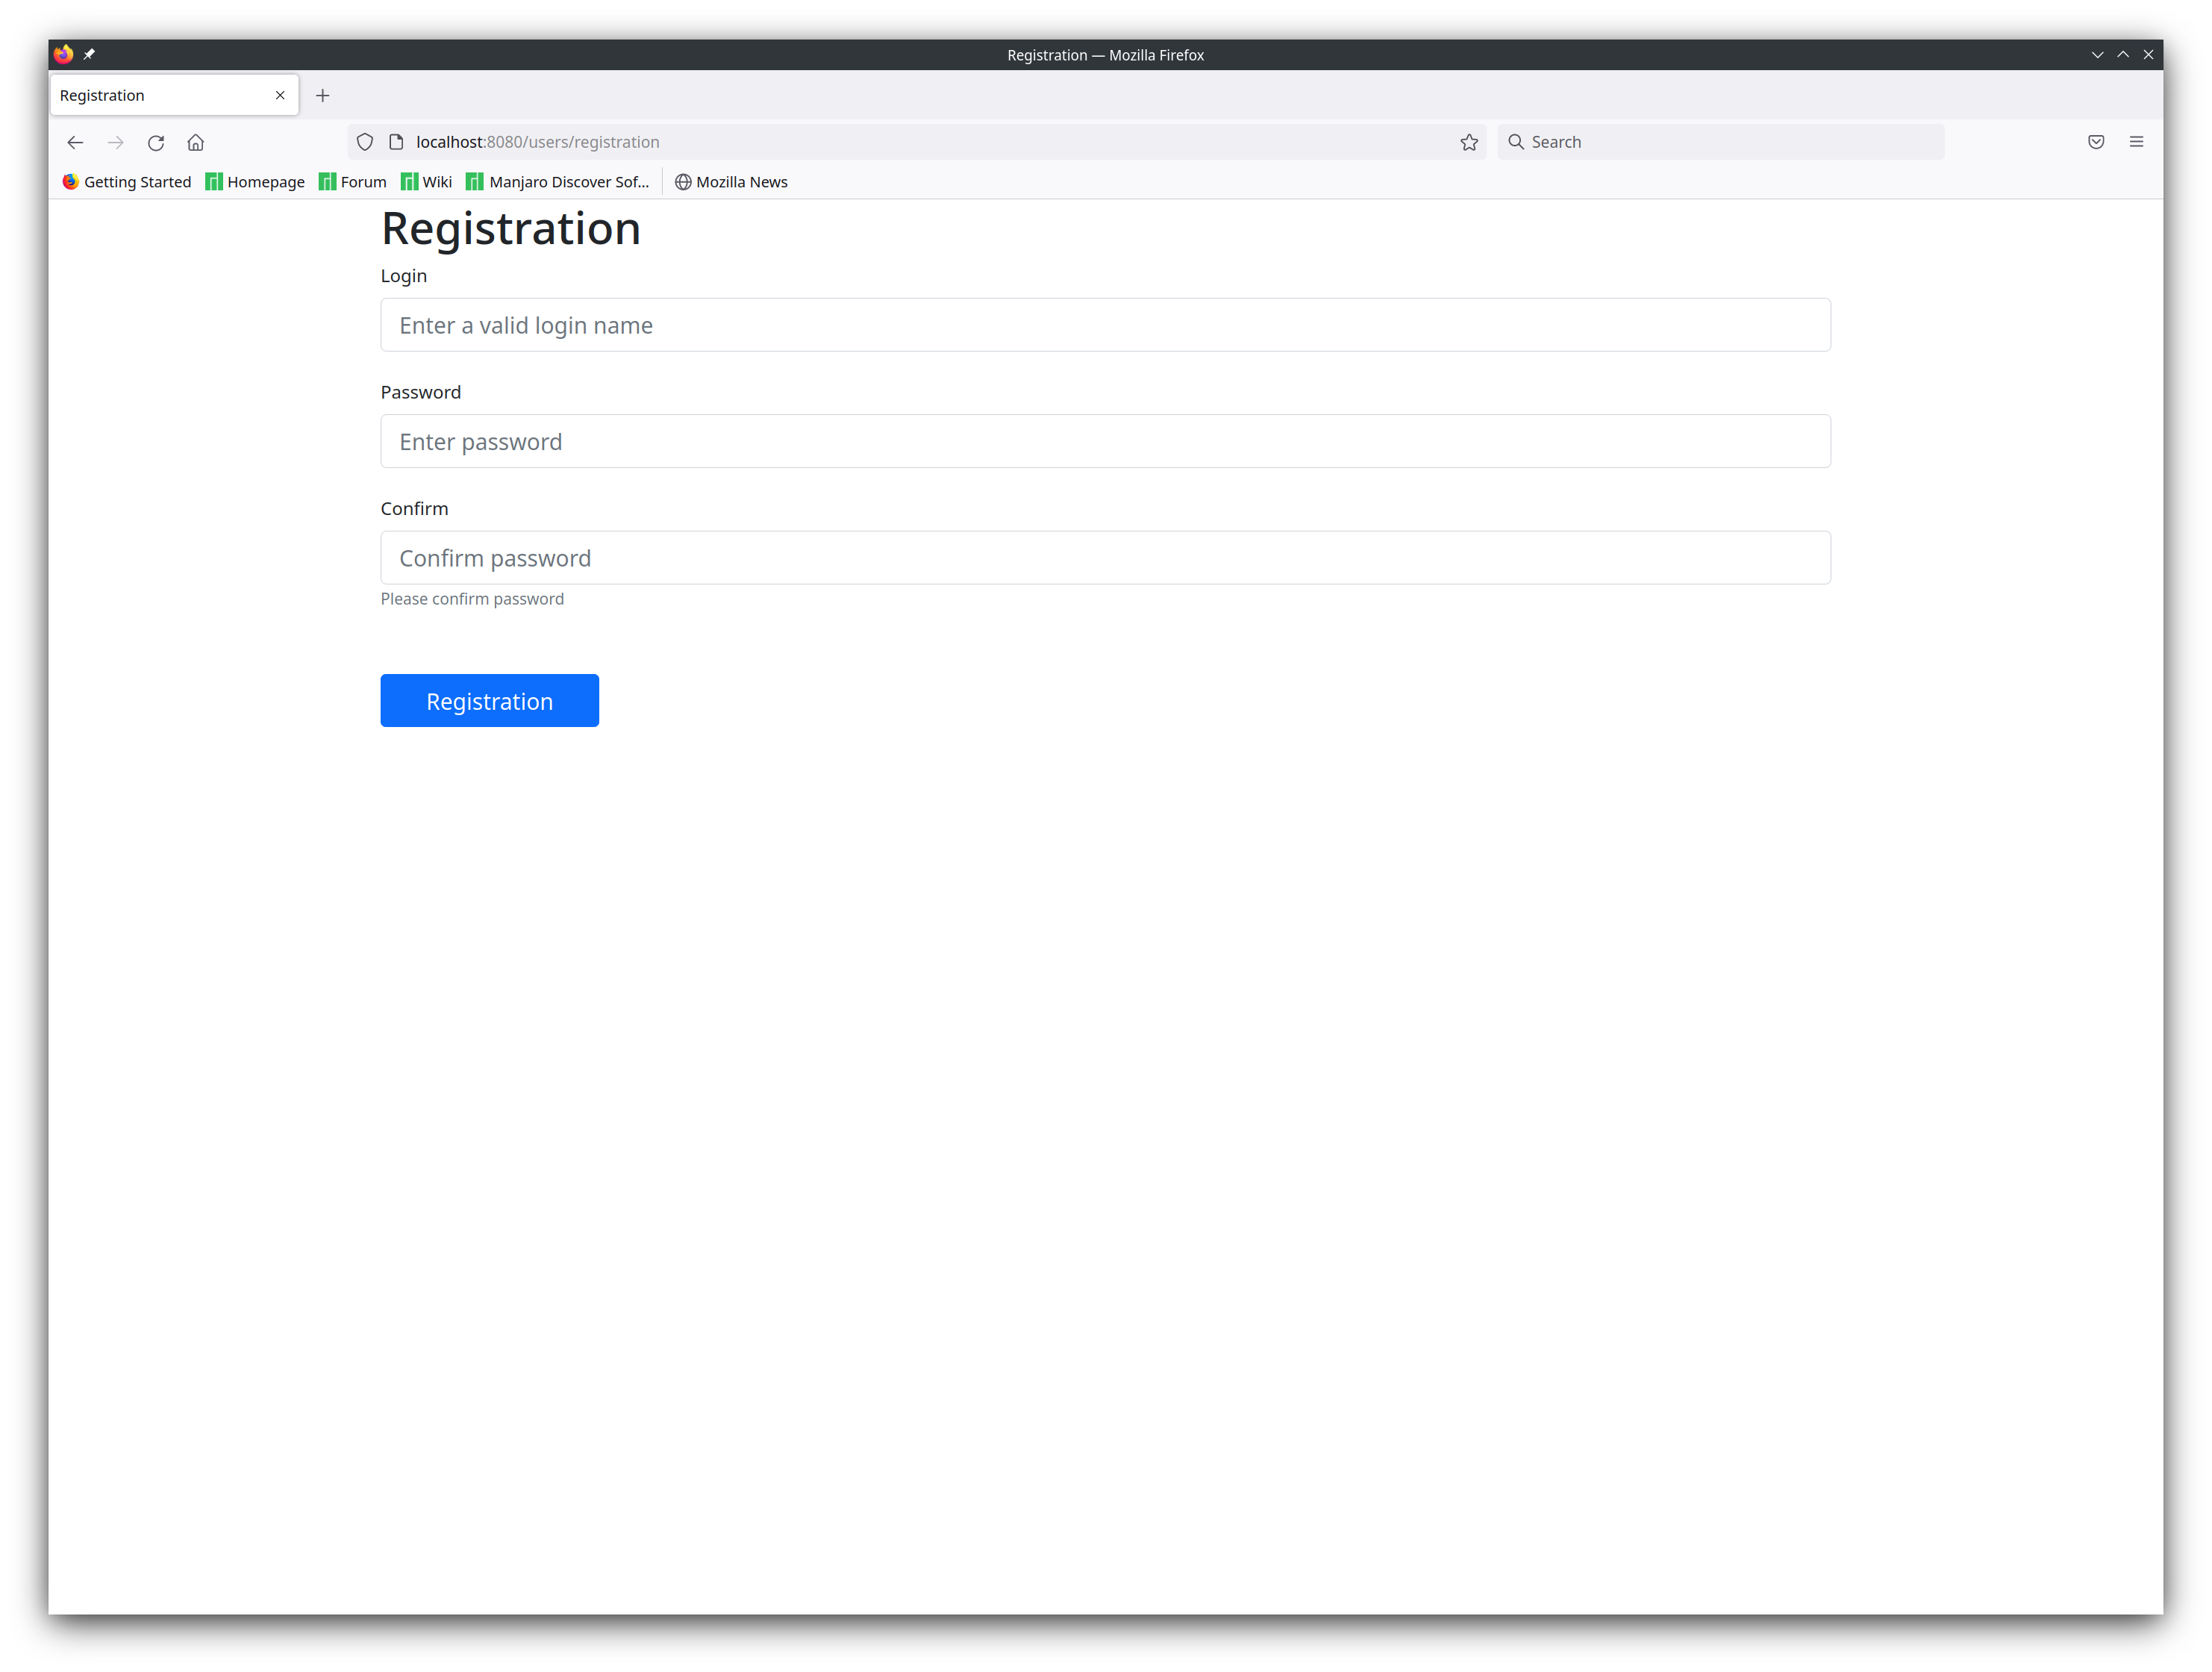 Registration — Mozilla Firefox
Registration
localhost:8080/users/registration
Search
Getting Started Homepage Forum Wiki Manjaro Discover Sof... Mozilla News
Registration
Login
Enter a valid login name
Password
Enter password
Confirm
Confirm password
Please confirm password
Registration